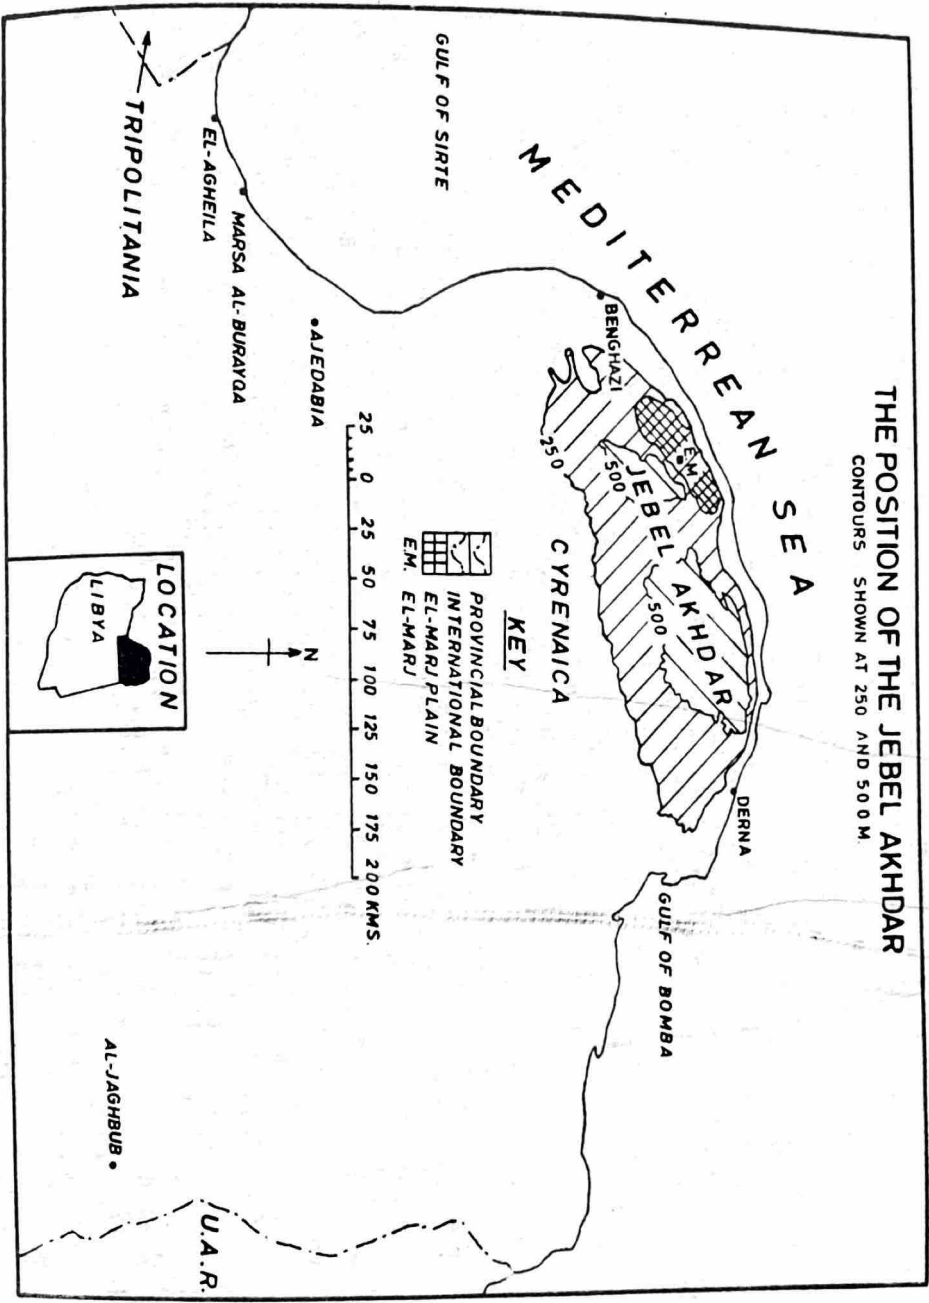 THE POSITION OF THE JEBEL AKHDAR
CONTOURS SHOWN AT 250 AND 500 M.
MEDITERREAN SEA
GULF OF SIRTE
BENGHAZI
E.M.
JEBEL AKHDAR
500
500
250
DERNA
GULF OF BOMBA
CYRENAICA
AJEDABIA
MARSA AL-BURAYQA
EL-AGHEILA
TRIPOLITANIA
KEY
PROVINCIAL BOUNDARY
INTERNATIONAL BOUNDARY
EL-MARJ PLAIN
E.M. EL-MARJ
25 0 25 50 75 100 125 150 175 200KMS.
N
LOCATION
LIBYA
AL-JAGHBUB
U.A.R.